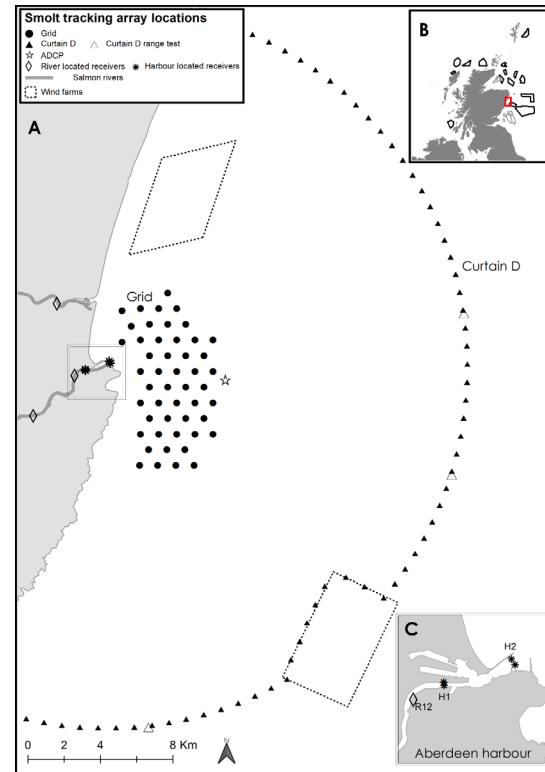 Smolt tracking array locations
Grid
Curtain D
Curtain D range test
ADCP
River located receivers
Harbour located receivers
Salmon rivers
Wind farms
A
B
Curtain D
Grid
C
H2
H1
R12
Aberdeen harbour
N
0 2 4 8 Km